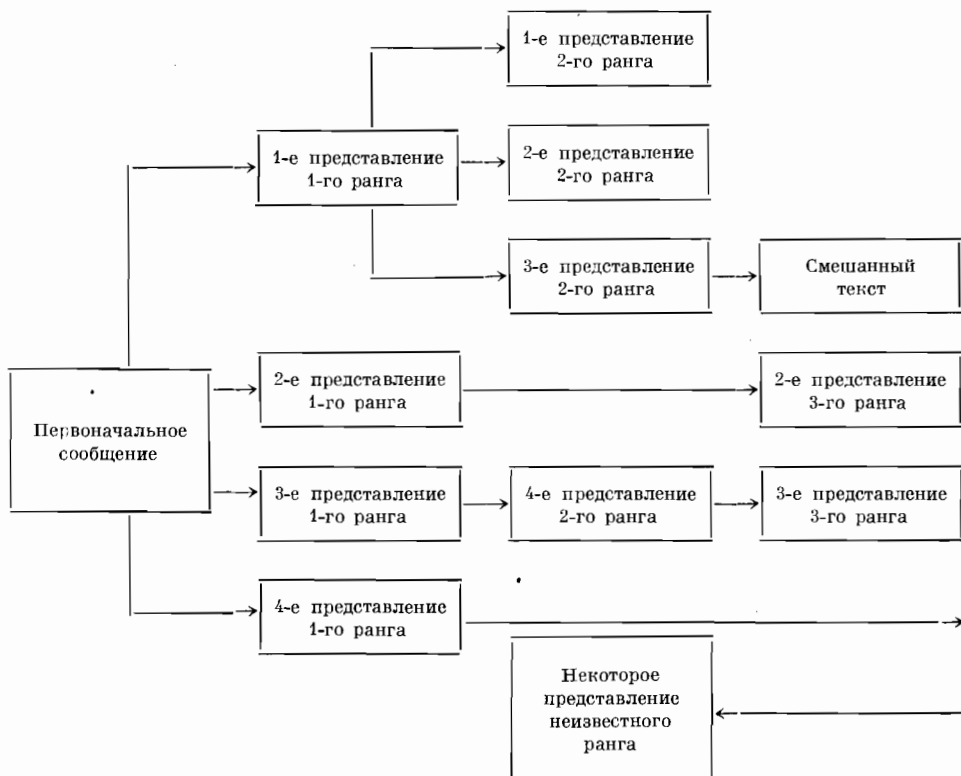 1-е представление
2-го ранга
1-е представление
1-го ранга
2-е представление
2-го ранга
3-е представление
2-го ранга
Смешанный
текст
Первоначальное
сообщение
2-е представление
1-го ранга
2-е представление
3-го ранга
3-е представление
1-го ранга
4-е представление
2-го ранга
3-е представление
3-го ранга
4-е представление
1-го ранга
Некоторое
представление
неизвестного
ранга